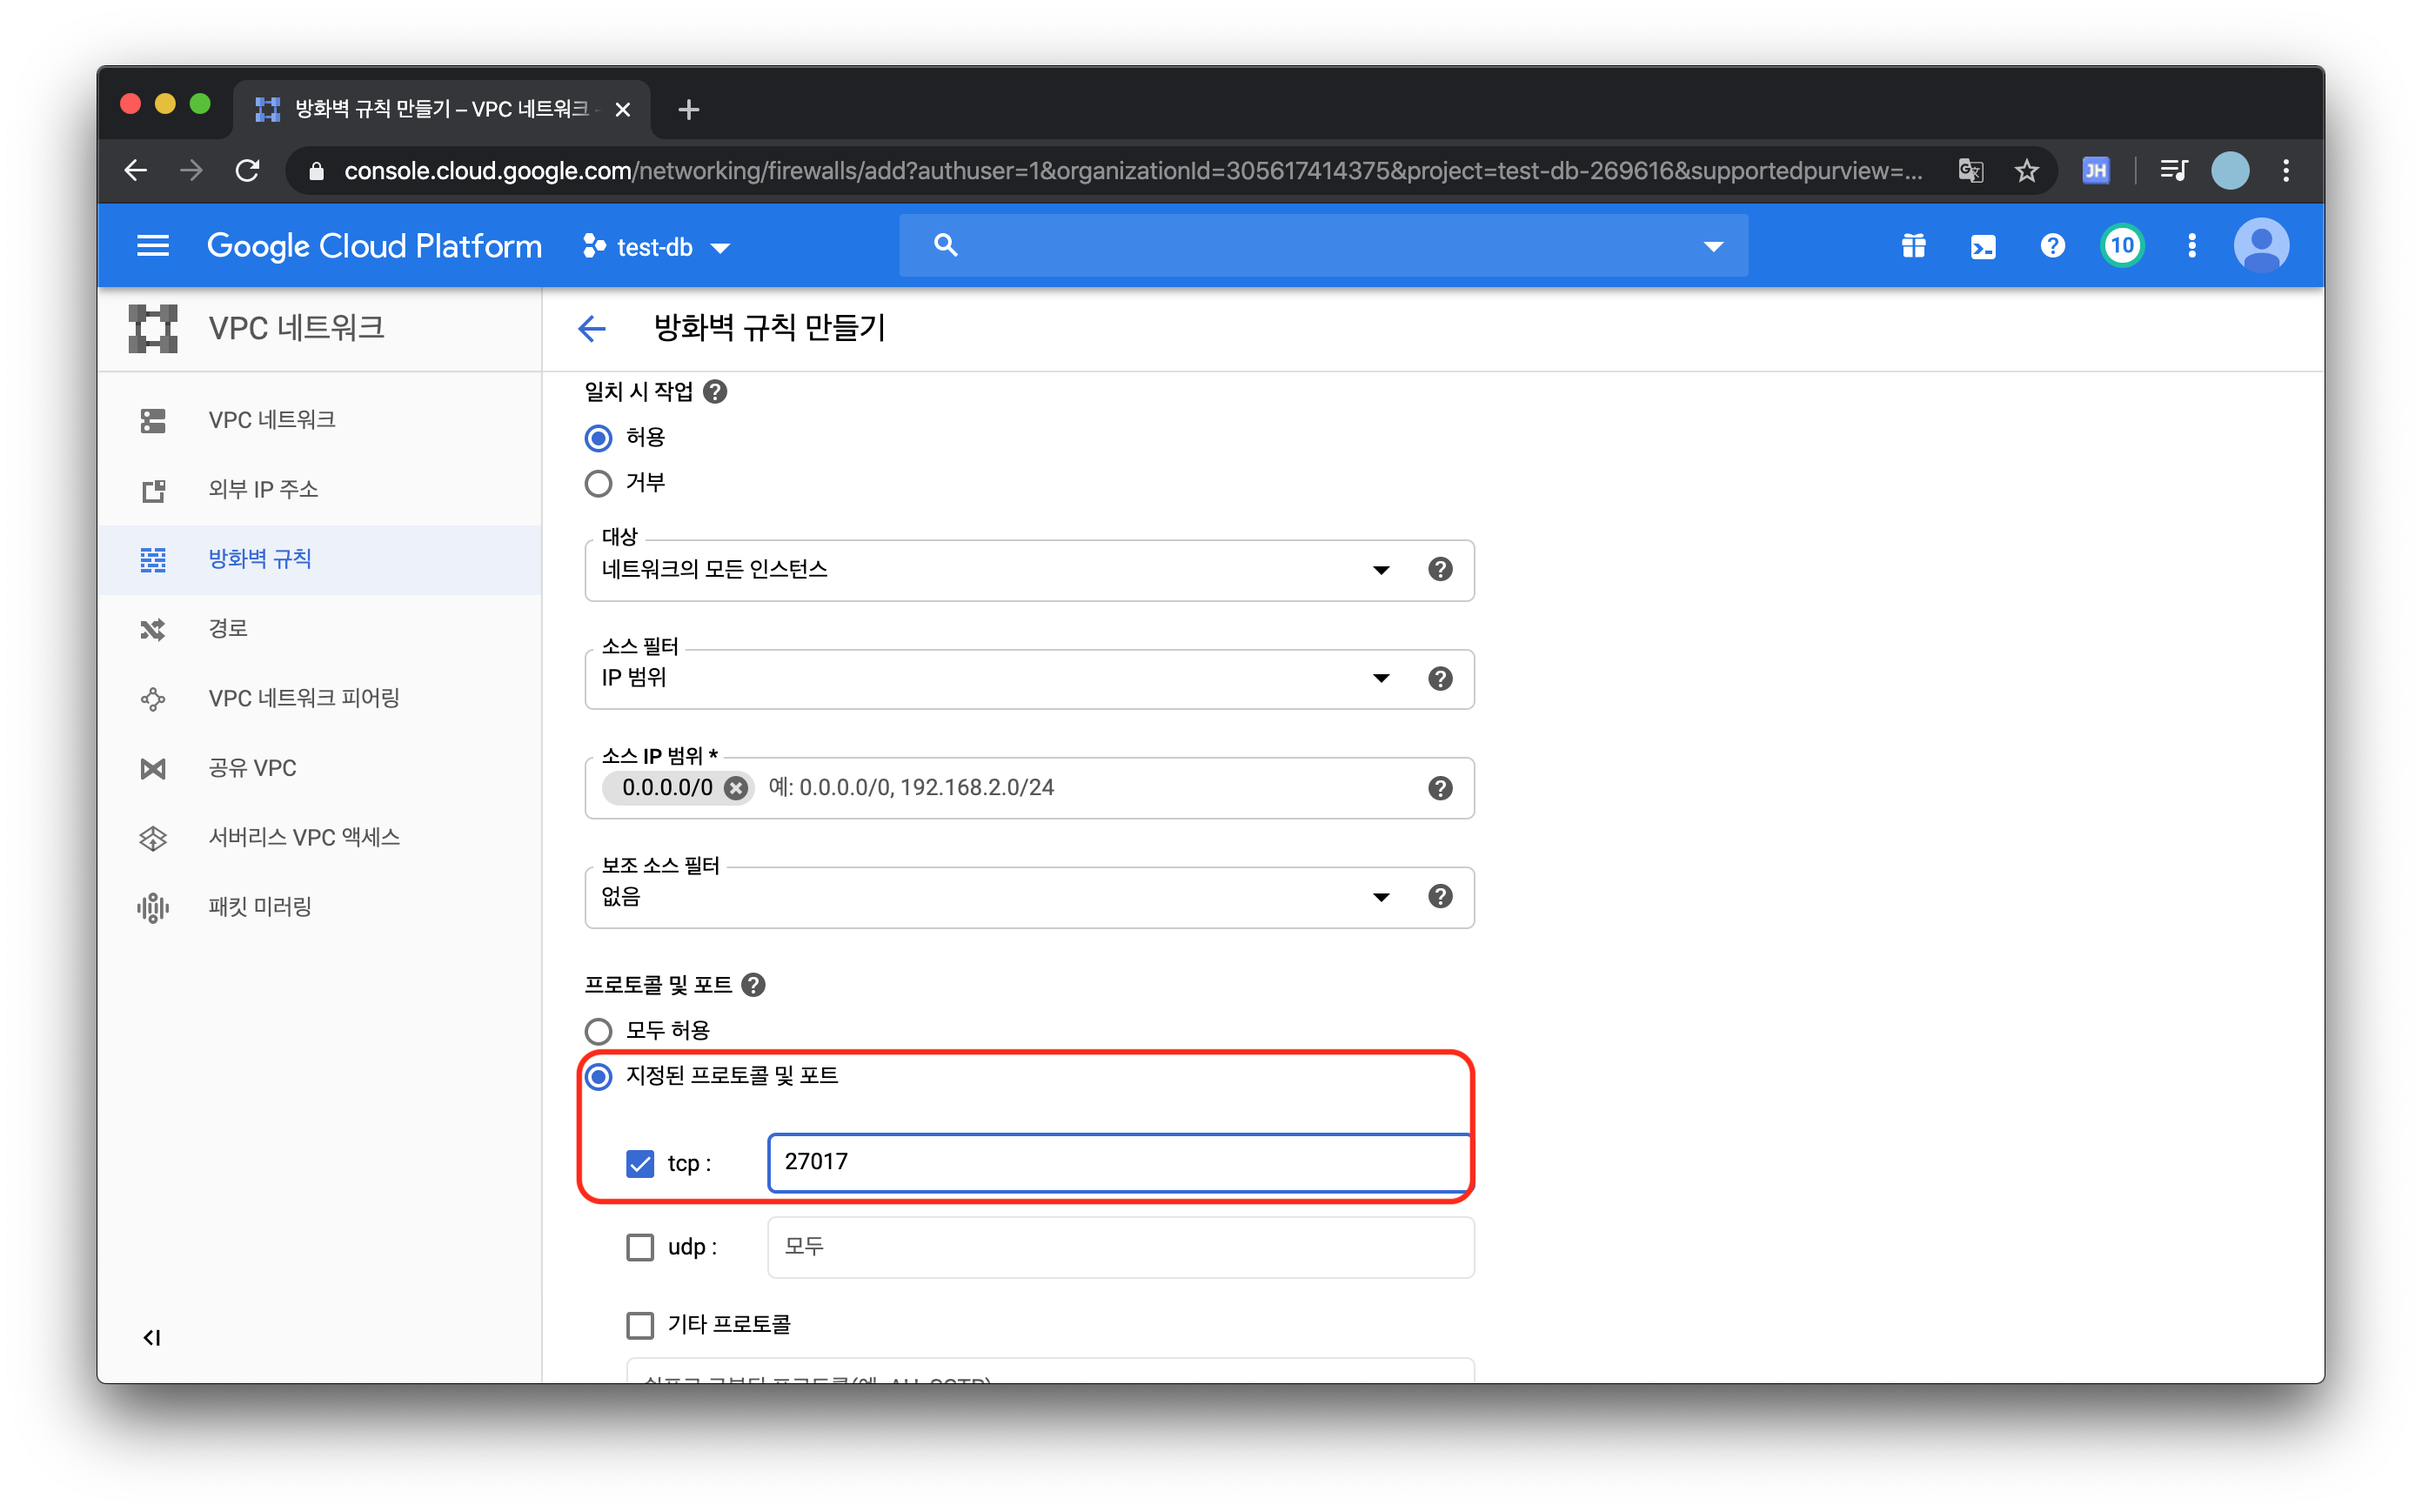 방화벽 규칙 만들기 – VPC 네트워크 -
console.cloud.google.com/networking/firewalls/add?authuser=1&organizationId=305617414375&project=test-db-269616&supportedpurview=...
JH
Google Cloud Platform
test-db
10
VPC 네트워크
방화벽 규칙 만들기
VPC 네트워크
외부 IP 주소
방화벽 규칙
경로
VPC 네트워크 피어링
공유 VPC
서버리스 VPC 액세스
패킷 미러링
일치 시 작업
허용
거부
대상
네트워크의 모든 인스턴스
소스 필터
IP 범위
소스 IP 범위 *
0.0.0.0/0 예: 0.0.0.0/0, 192.168.2.0/24
보조 소스 필터
없음
프로토콜 및 포트
모두 허용
지정된 프로토콜 및 포트
tcp : 27017
udp : 모두
기타 프로토콜